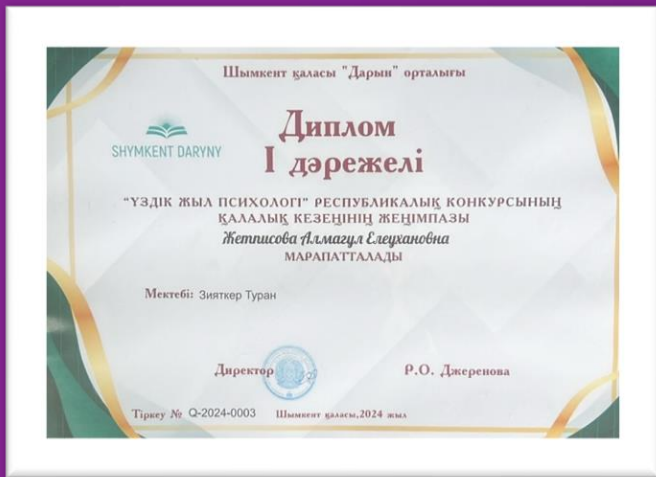 Шымкент қаласы "Дарын" орталығы
SHYMKENT DARYNY
Диплом
I дәрежелі
"ҮЗДІК ЖЫЛ ПСИХОЛОГІ" РЕСПУБЛИКАЛЫҚ КОНКУРСЫНЫҢ
ҚАЛАЛЫҚ КЕЗЕҢІНІҢ ЖЕҢІМПАЗЫ
Жетписова Алмагул Елеухановна
МАРАПАТТАЛАДЫ
Мектебі: Зияткер Туран
Директор Р.О. Джеренова
Тіркеу № Q-2024-0003 Шымкент қаласы,2024 жыл